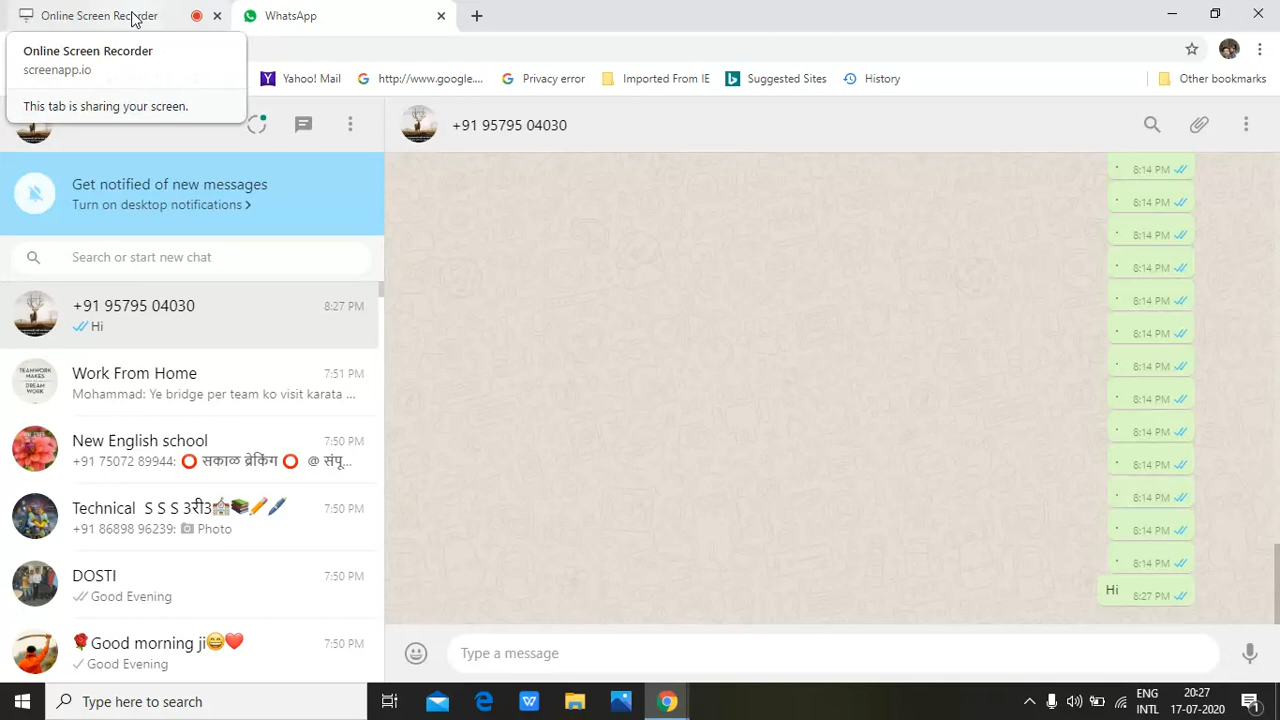 Online Screen Recorder
WhatsApp
Online Screen Recorder
screenapp.io
This tab is sharing your screen.
Yahoo! Mail
http://www.google....
Privacy error
Imported From IE
Suggested Sites
History
Other bookmarks
+91 95795 04030
Get notified of new messages
Turn on desktop notifications >
Search or start new chat
+91 95795 04030 8:27 PM
Hi
Work From Home 7:51 PM
Mohammad: Ye bridge per team ko visit karata ...
New English school 7:50 PM
+91 75072 89944: ⭕ सकाळ ब्रेकिंग ⭕ @ संपू...
Technical S S S 3री3🏫📚✏️🖊️ 7:50 PM
+91 86898 96239: Photo
DOSTI 7:50 PM
Good Evening
🌹Good morning ji😄❤️ 7:50 PM
Good Evening
. 8:14 PM
. 8:14 PM
. 8:14 PM
. 8:14 PM
. 8:14 PM
. 8:14 PM
. 8:14 PM
. 8:14 PM
. 8:14 PM
. 8:14 PM
. 8:14 PM
. 8:14 PM
. 8:14 PM
Hi 8:27 PM
Type a message
Type here to search
ENG
INTL
20:27
17-07-2020
1